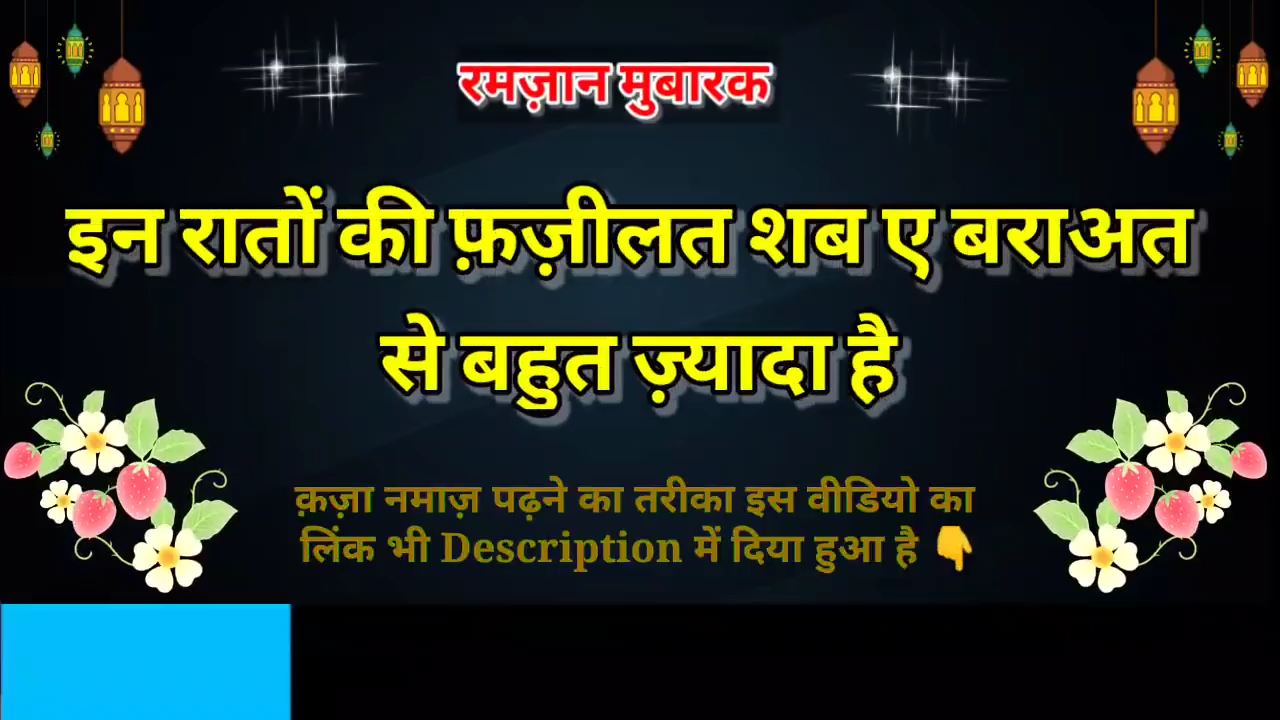 रमज़ान मुबारक
इन रातों की फ़ज़ीलत शब ए बराअत
से बहुत ज़्यादा है
क़ज़ा नमाज़ पढ़ने का तरीका इस वीडियो का
लिंक भी Description में दिया हुआ है 👇